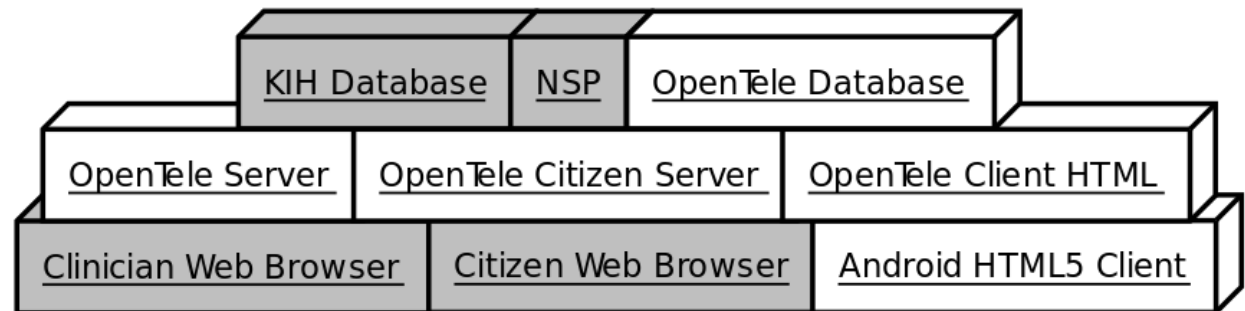 KIH Database NSP OpenTele Database
OpenTele Server OpenTele Citizen Server OpenTele Client HTML
Clinician Web Browser Citizen Web Browser Android HTML5 Client